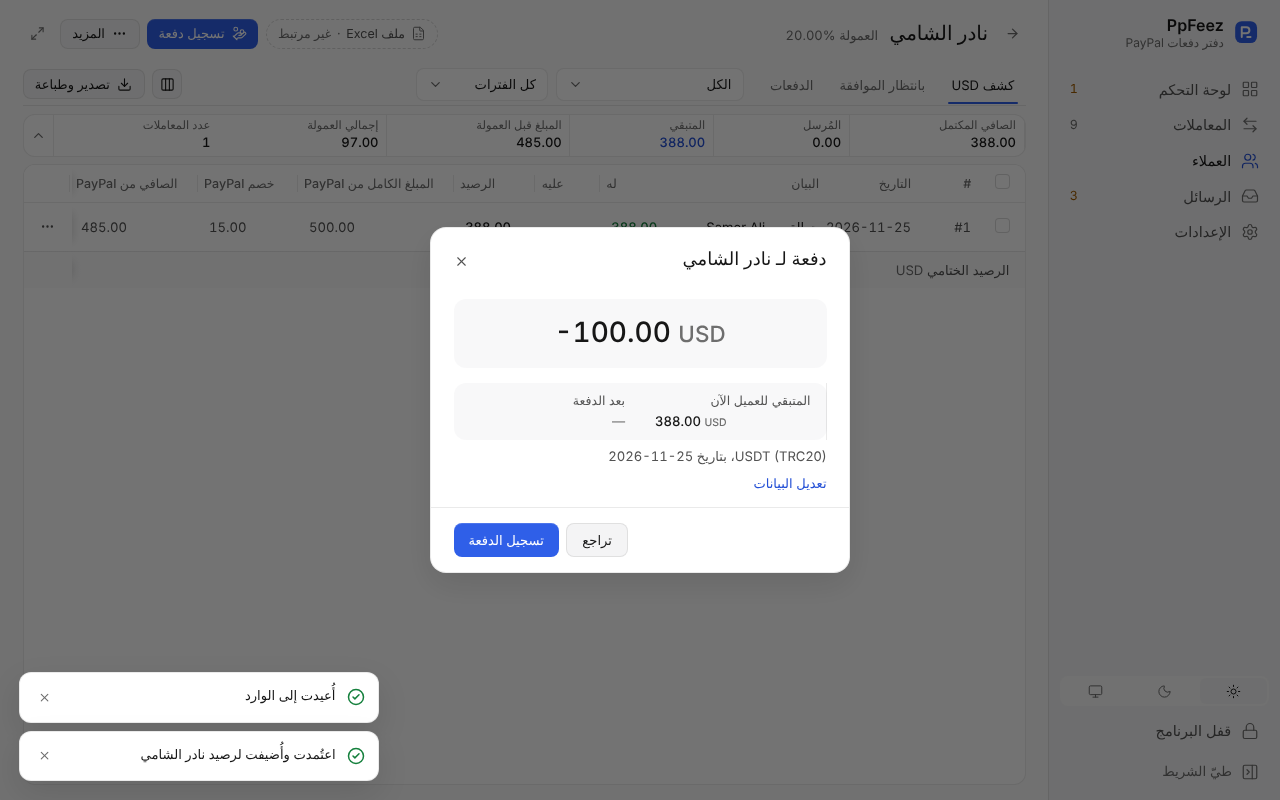 PpFeez
دفتر دفعات PayPal
لوحة التحكم 1
المعاملات 9
العملاء
الرسائل 3
الإعدادات
قفل البرنامج
طيّ الشريط
نادر الشامي العمولة 20.00%
ملف Excel · غير مرتبط
تسجيل دفعة
المزيد
كشف USD
بانتظار الموافقة
الدفعات
الكل
كل الفترات
تصدير وطباعة
الصافي المكتمل
388.00
المُرسل
0.00
المتبقي
388.00
المبلغ قبل العمولة
485.00
إجمالي العمولة
97.00
عدد المعاملات
1
# التاريخ البيان له عليه الرصيد المبلغ الكامل من PayPal خصم PayPal الصافي من PayPal
#1 2026-11-25 Samar Ali 388.00 388.00 500.00 15.00 485.00
الرصيد الختامي USD
دفعة لـ نادر الشامي
-100.00 USD
المتبقي للعميل الآن
388.00 USD
بعد الدفعة
—
USDT (TRC20)، بتاريخ 2026-11-25
تعديل البيانات
تراجع
تسجيل الدفعة
أُعيدت إلى الوارد
اعتُمدت وأُضيفت لرصيد نادر الشامي